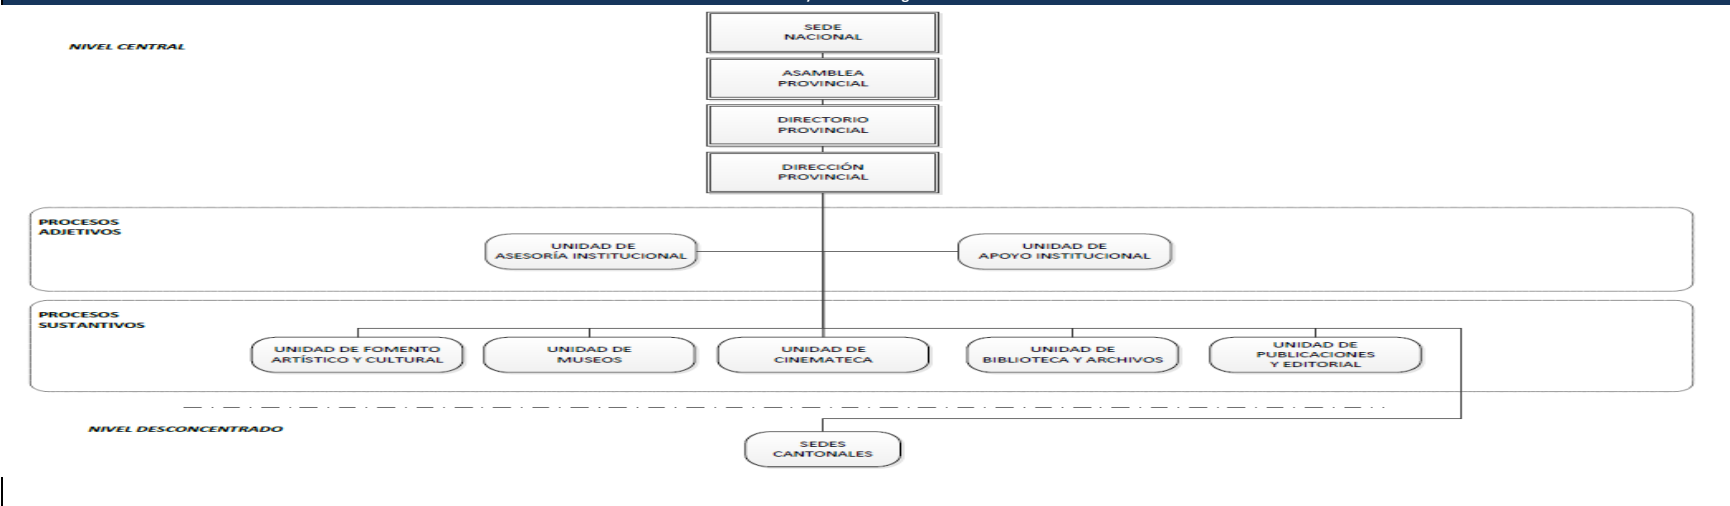 NIVEL CENTRAL
SEDE
NACIONAL
ASAMBLEA
PROVINCIAL
DIRECTORIO
PROVINCIAL
DIRECCIÓN
PROVINCIAL
PROCESOS
ADJETIVOS
UNIDAD DE
ASESORÍA INSTITUCIONAL
UNIDAD DE
APOYO INSTITUCIONAL
PROCESOS
SUSTANTIVOS
UNIDAD DE FOMENTO
ARTÍSTICO Y CULTURAL
UNIDAD DE
MUSEOS
UNIDAD DE
CINEMATECA
UNIDAD DE
BIBLIOTECA Y ARCHIVOS
UNIDAD DE
PUBLICACIONES
Y EDITORIAL
NIVEL DESCONCENTRADO
SEDES
CANTONALES